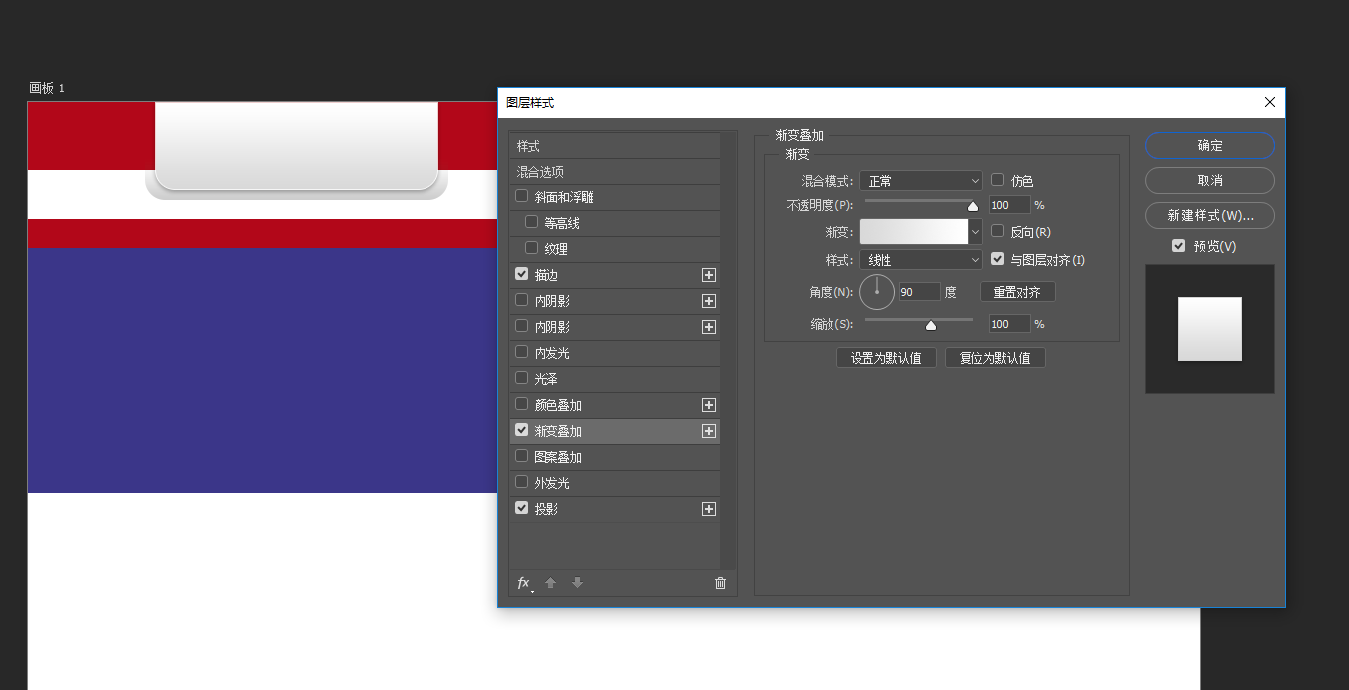 画板 1
图层样式
样式
混合选项
斜面和浮雕
等高线
纹理
描边
内阴影
内阴影
内发光
光泽
颜色叠加
渐变叠加
图案叠加
外发光
投影
fx
渐变叠加
渐变
混合模式: 正常 仿色
不透明度(P): 100 %
渐变: 反向(R)
样式: 线性 与图层对齐(I)
角度(N): 90 度 重置对齐
缩放(S): 100 %
设置为默认值 复位为默认值
确定
取消
新建样式(W)...
预览(V)